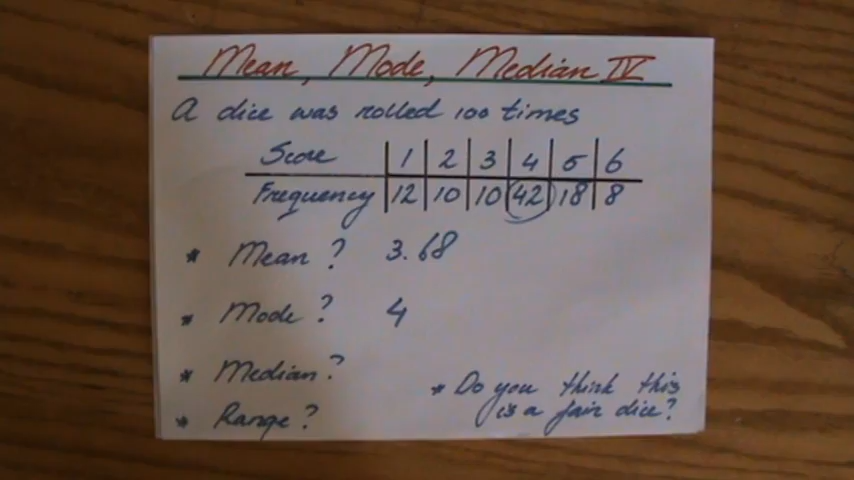 Mean, Mode, Median IV
A dice was rolled 100 times
Score 1 2 3 4 5 6
Frequency 12 10 10 42 18 8
* Mean? 3.68
* Mode? 4
* Median?
* Range?
* Do you think this
is a fair dice?